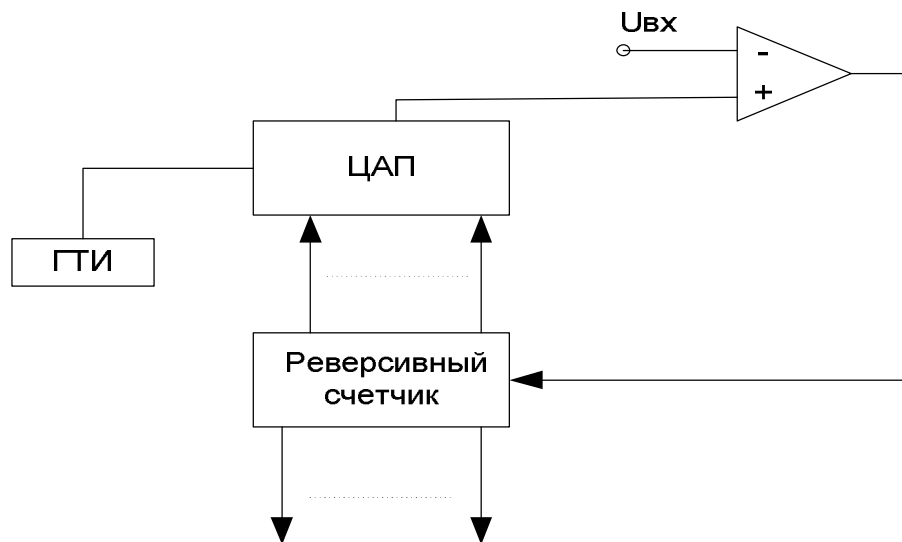 Uвх
-
+
ЦАП
ГТИ
Реверсивный
счетчик